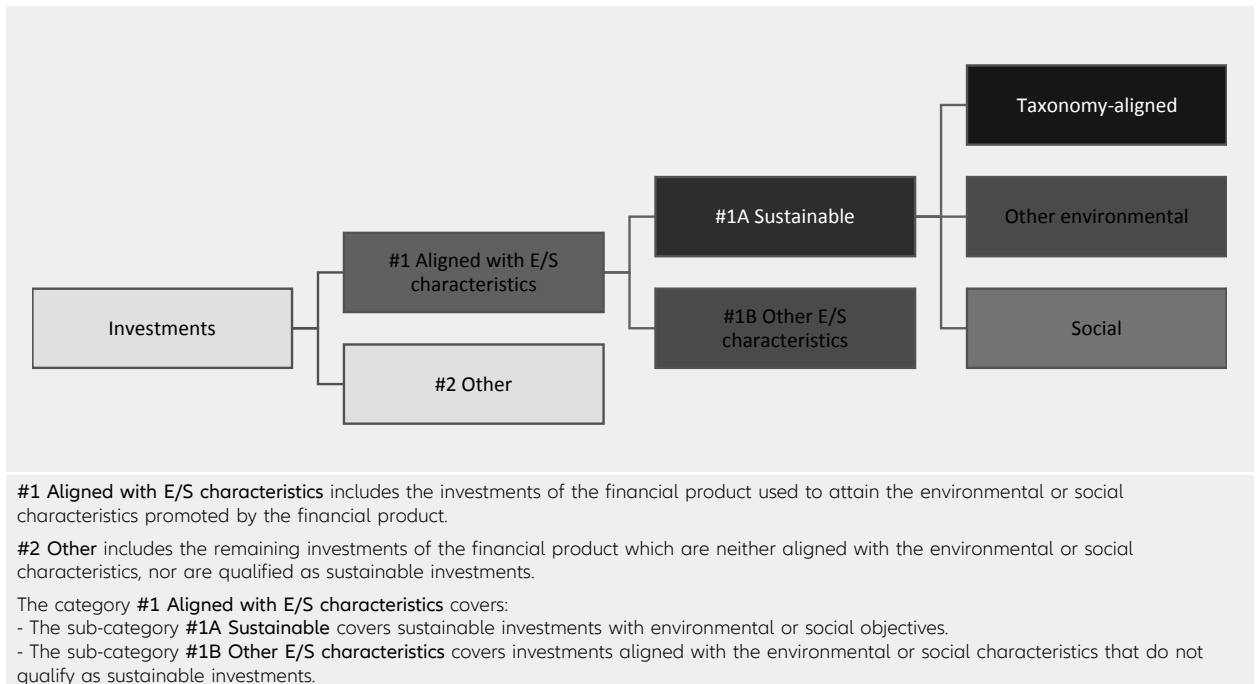 Taxonomy-aligned
#1A Sustainable
Other environmental
#1 Aligned with E/S
characteristics
Investments
#1B Other E/S
characteristics
Social
#2 Other
#1 Aligned with E/S characteristics includes the investments of the financial product used to attain the environmental or social
characteristics promoted by the financial product.
#2 Other includes the remaining investments of the financial product which are neither aligned with the environmental or social
characteristics, nor are qualified as sustainable investments.
The category #1 Aligned with E/S characteristics covers:
- The sub-category #1A Sustainable covers sustainable investments with environmental or social objectives.
- The sub-category #1B Other E/S characteristics covers investments aligned with the environmental or social characteristics that do not
qualify as sustainable investments.